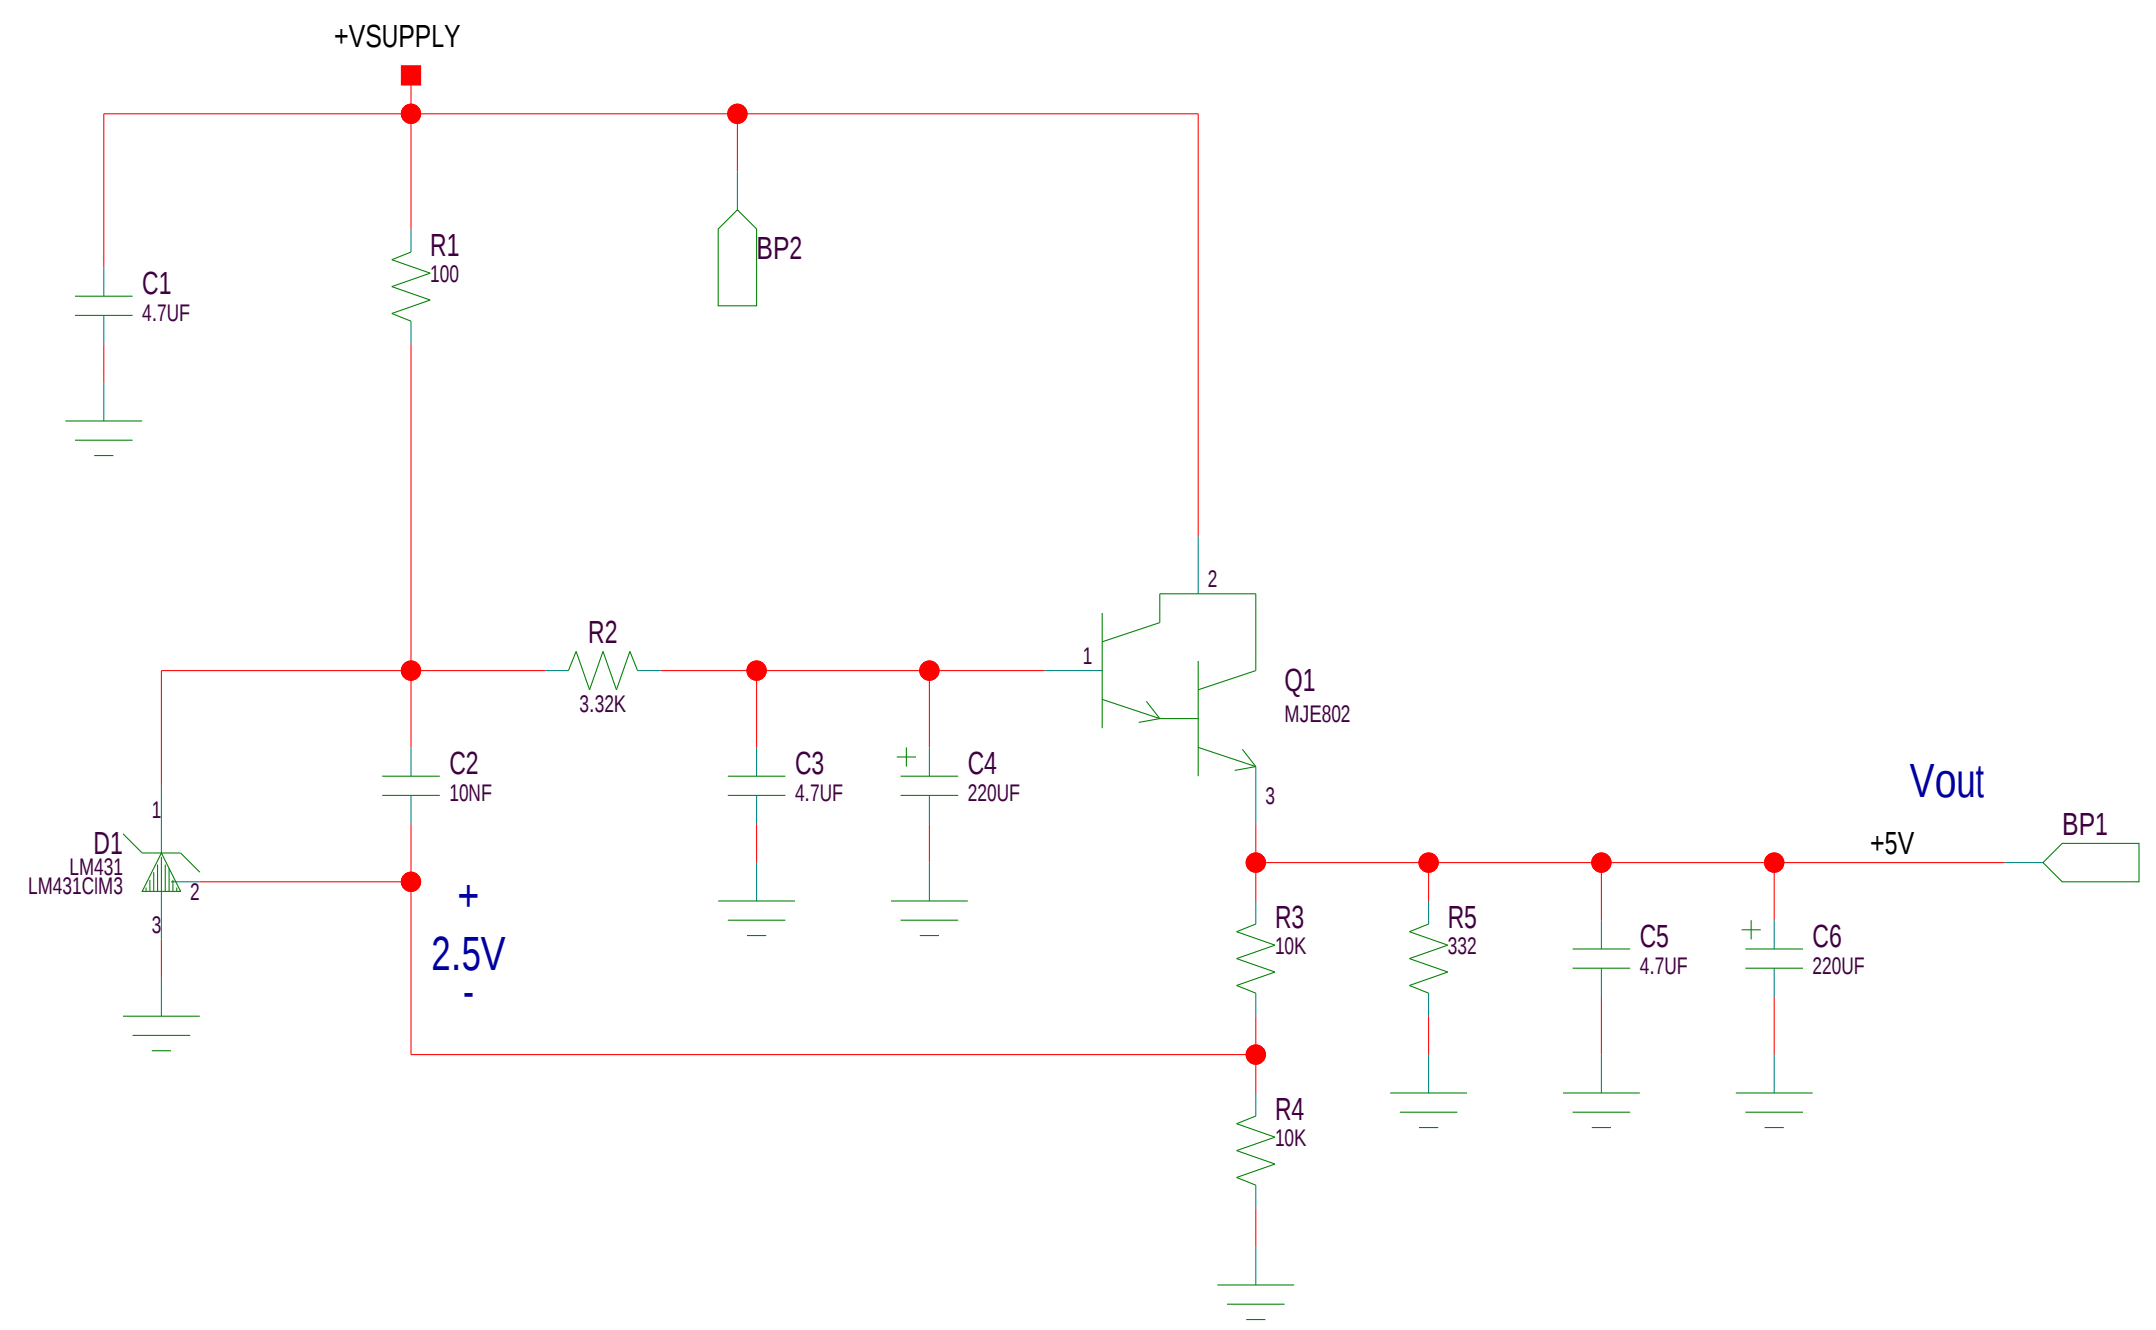 +VSUPPLY
R1
100
BP2
C1
4.7UF
2
R2
3.32K
1
Q1
MJE802
C2
10NF
C3
4.7UF
+
C4
220UF
3
Vout
+5V
BP1
1
D1
LM431
LM431CIM3
2
3
+
2.5V
-
R3
10K
R5
332
C5
4.7UF
+
C6
220UF
R4
10K